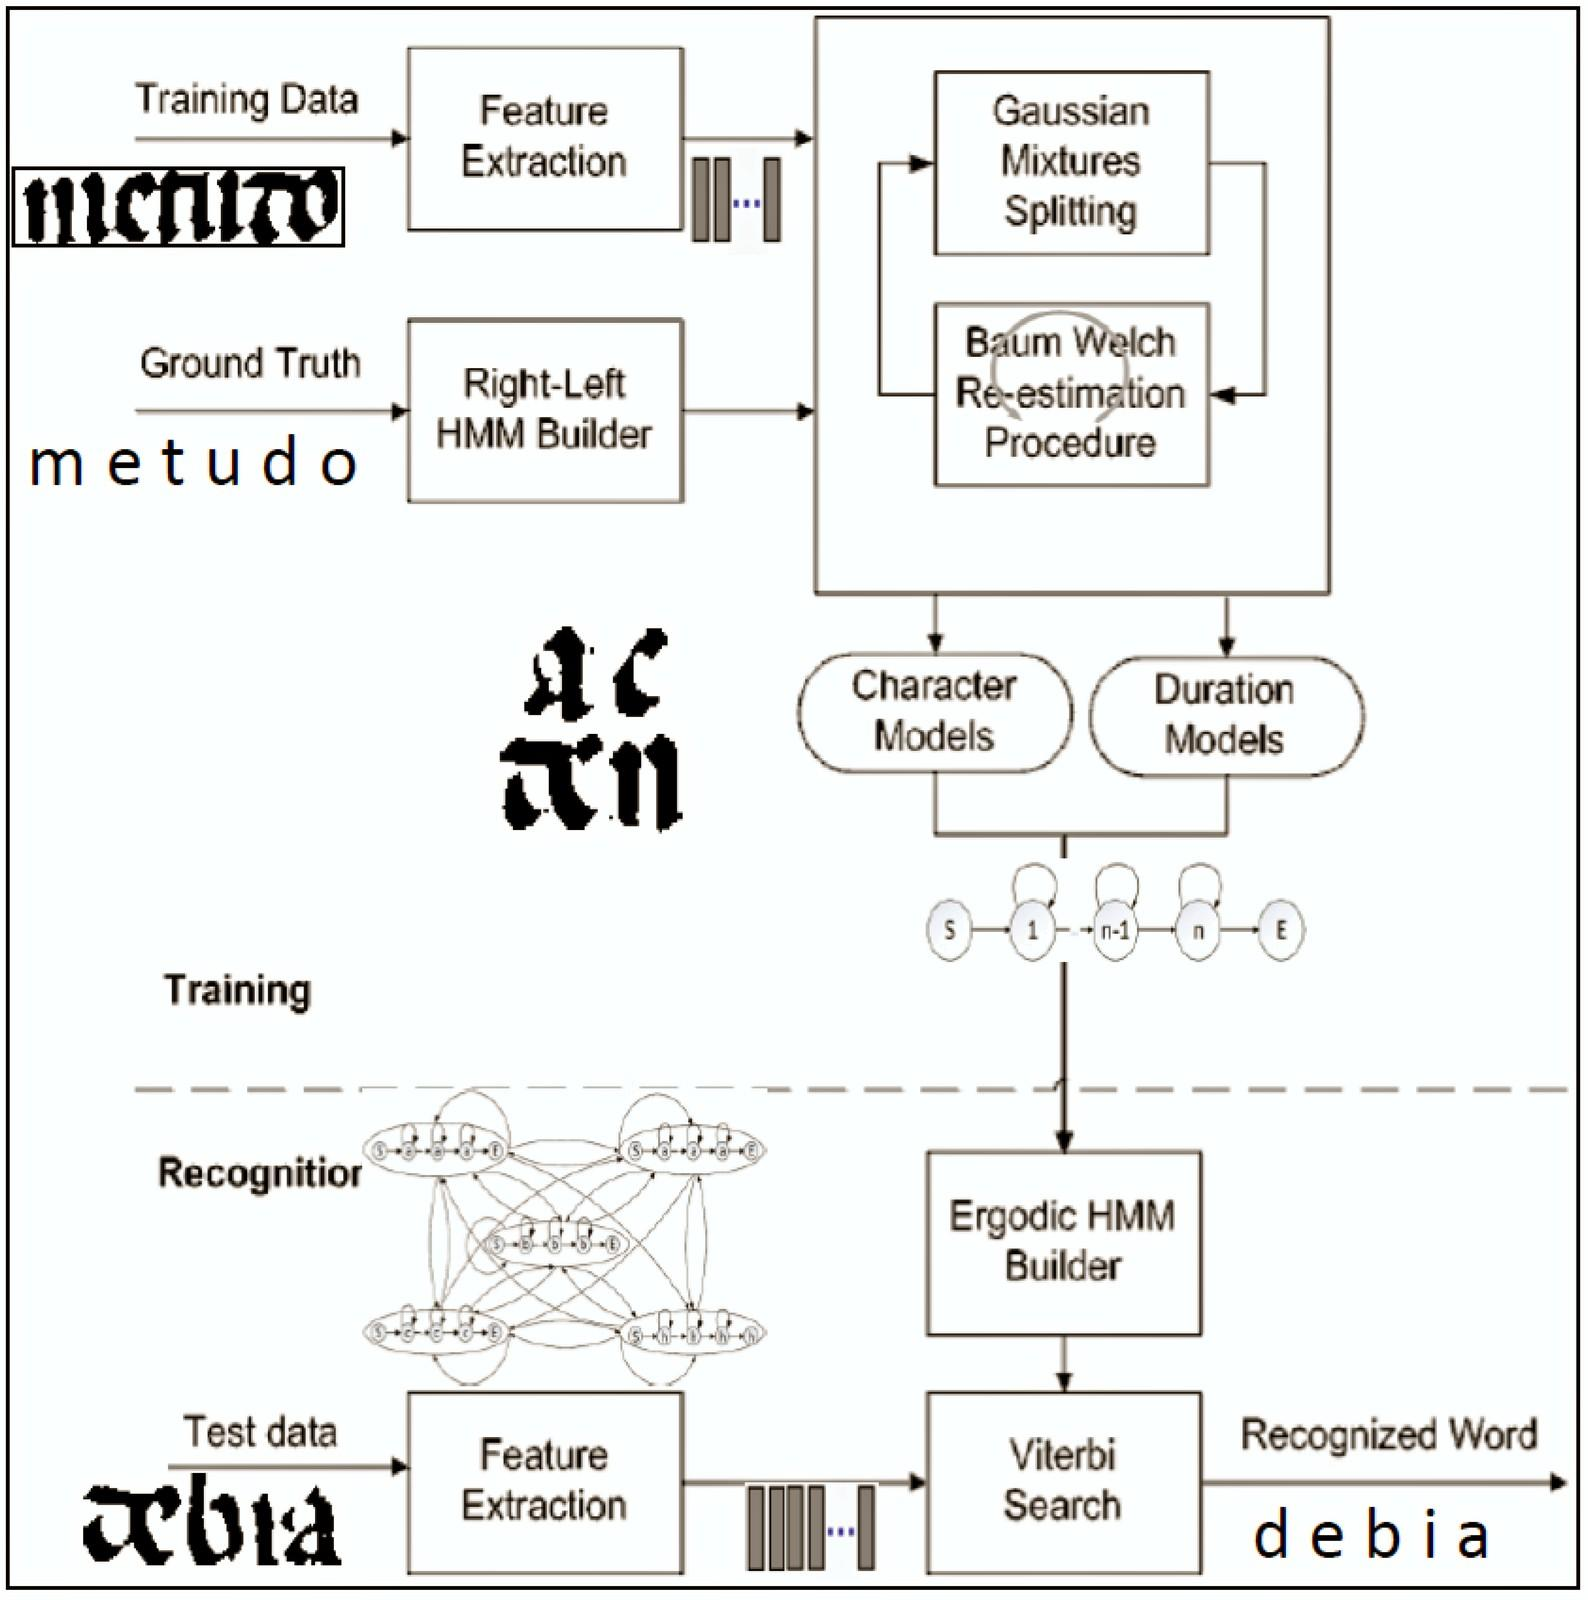 Training Data
Feature
Extraction
Gaussian
Mixtures
Splitting
Ground Truth
metudo
Right-Left
HMM Builder
Baum Welch
Re-estimation
Procedure
a c
Character
Models
Duration
Models
S 1 n-1 n E
Training
Recognition
S a a a E
S a a a E
S b b b E
S c c c E
S h h h h
Ergodic HMM
Builder
Test data
debia
Feature
Extraction
Viterbi
Search
Recognized Word
debia